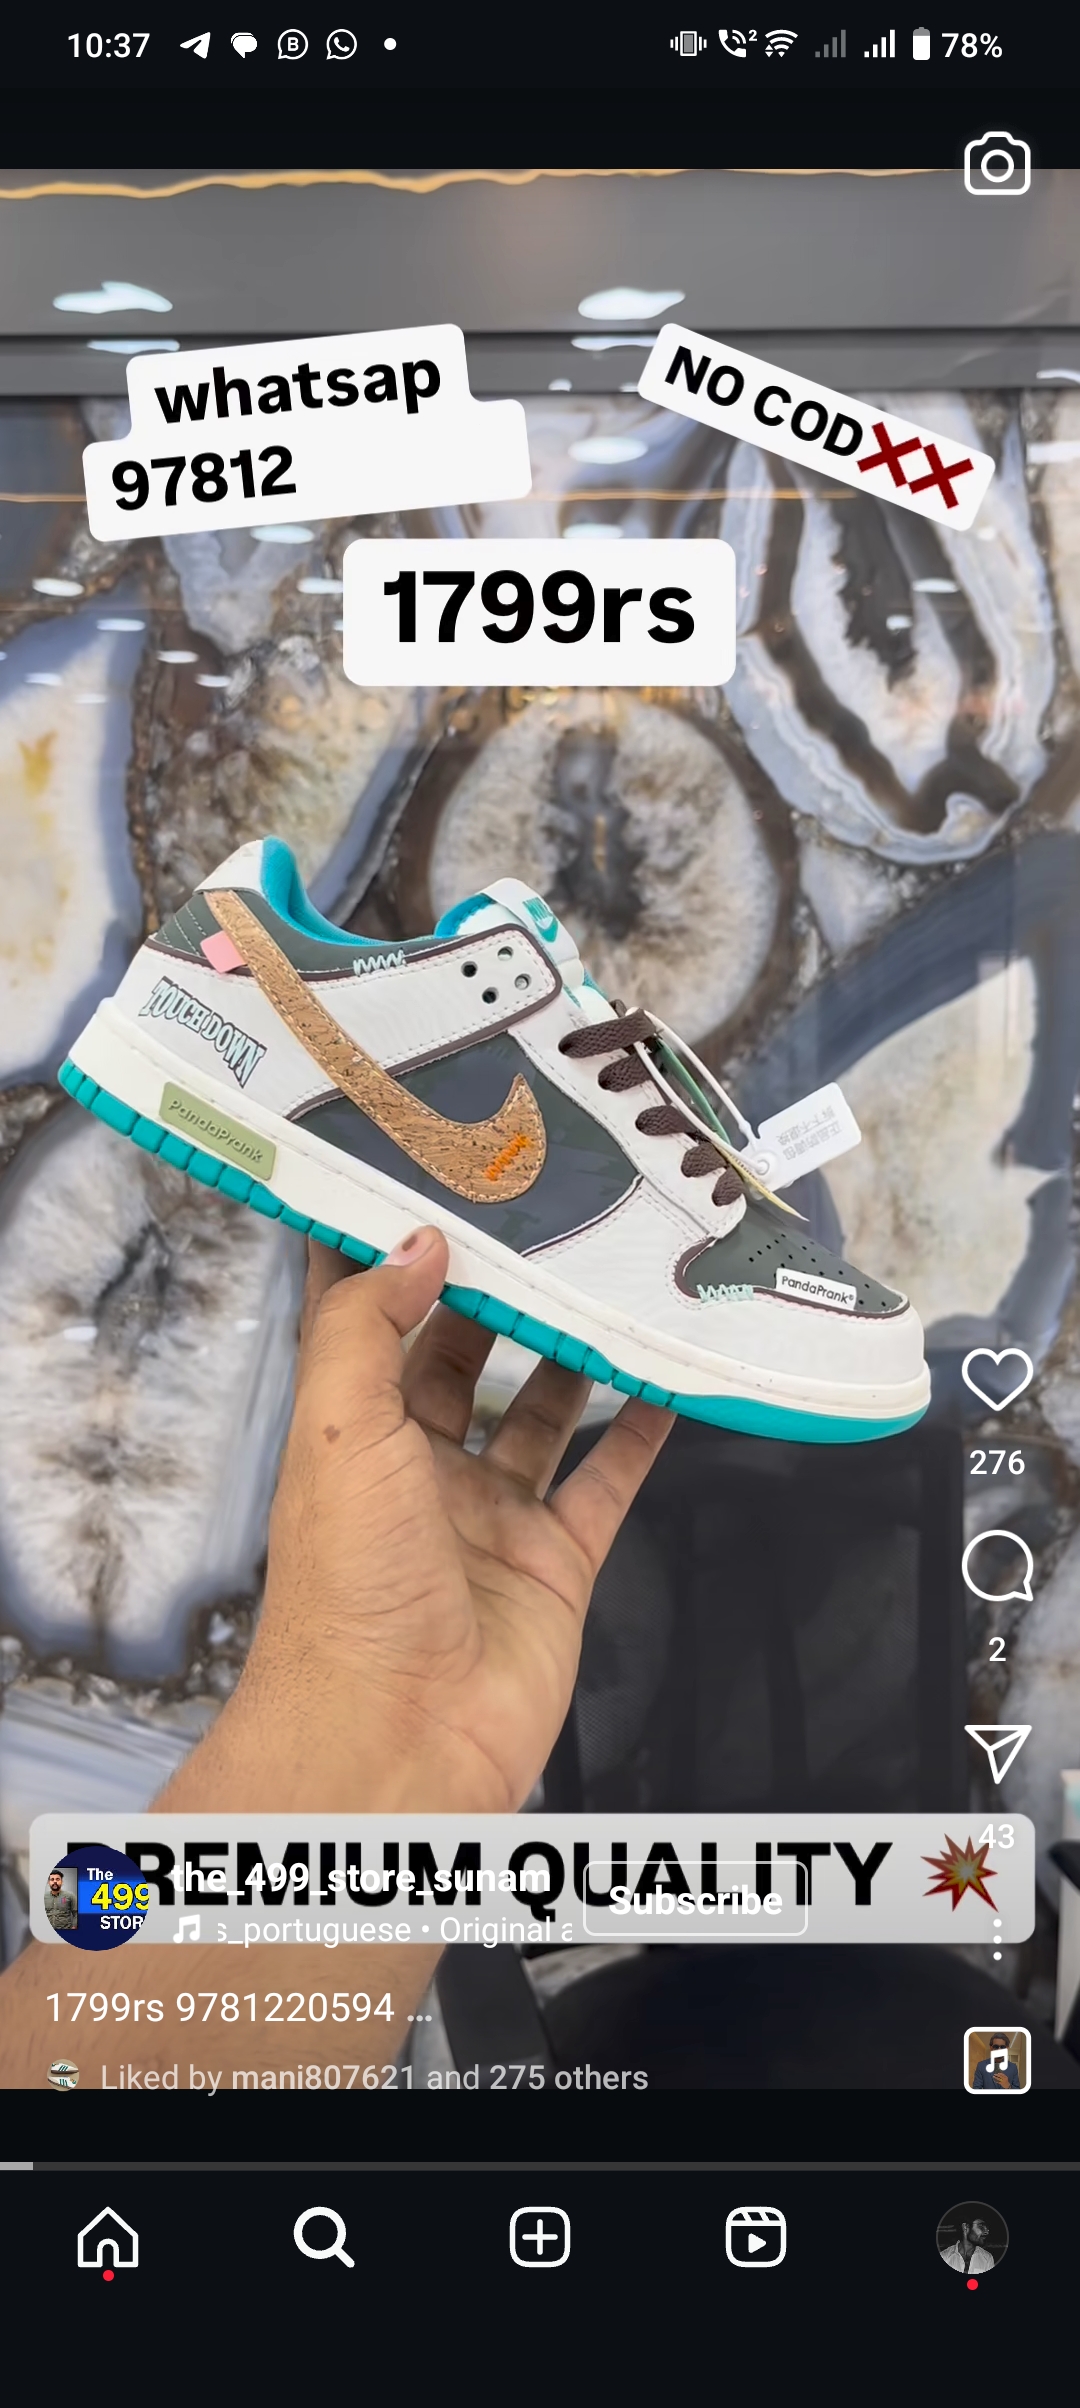 10:37
2
78%
whatsap
97812
NO COD
1799rs
TOUCHDOWN
PandaPrank
PandaPrank®
276
2
43
PREMIUM QUALITY
The
499
STOR
the_499_store_sunam
Subscribe
s_portuguese • Original a
1799rs 9781220594 ...
Liked by mani807621 and 275 others